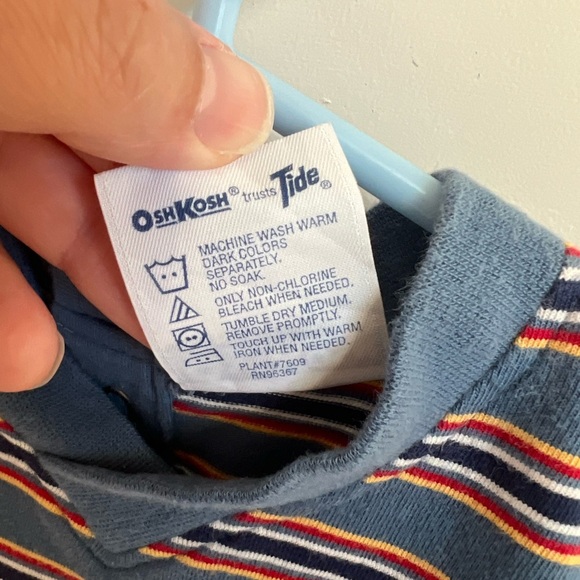 OSHKOSH® trusts Tide®
MACHINE WASH WARM
DARK COLORS
SEPARATELY.
NO SOAK.
ONLY NON-CHLORINE
BLEACH WHEN NEEDED.
TUMBLE DRY MEDIUM.
REMOVE PROMPTLY.
TOUCH UP WITH WARM
IRON WHEN NEEDED.
PLANT#7609
RN96367